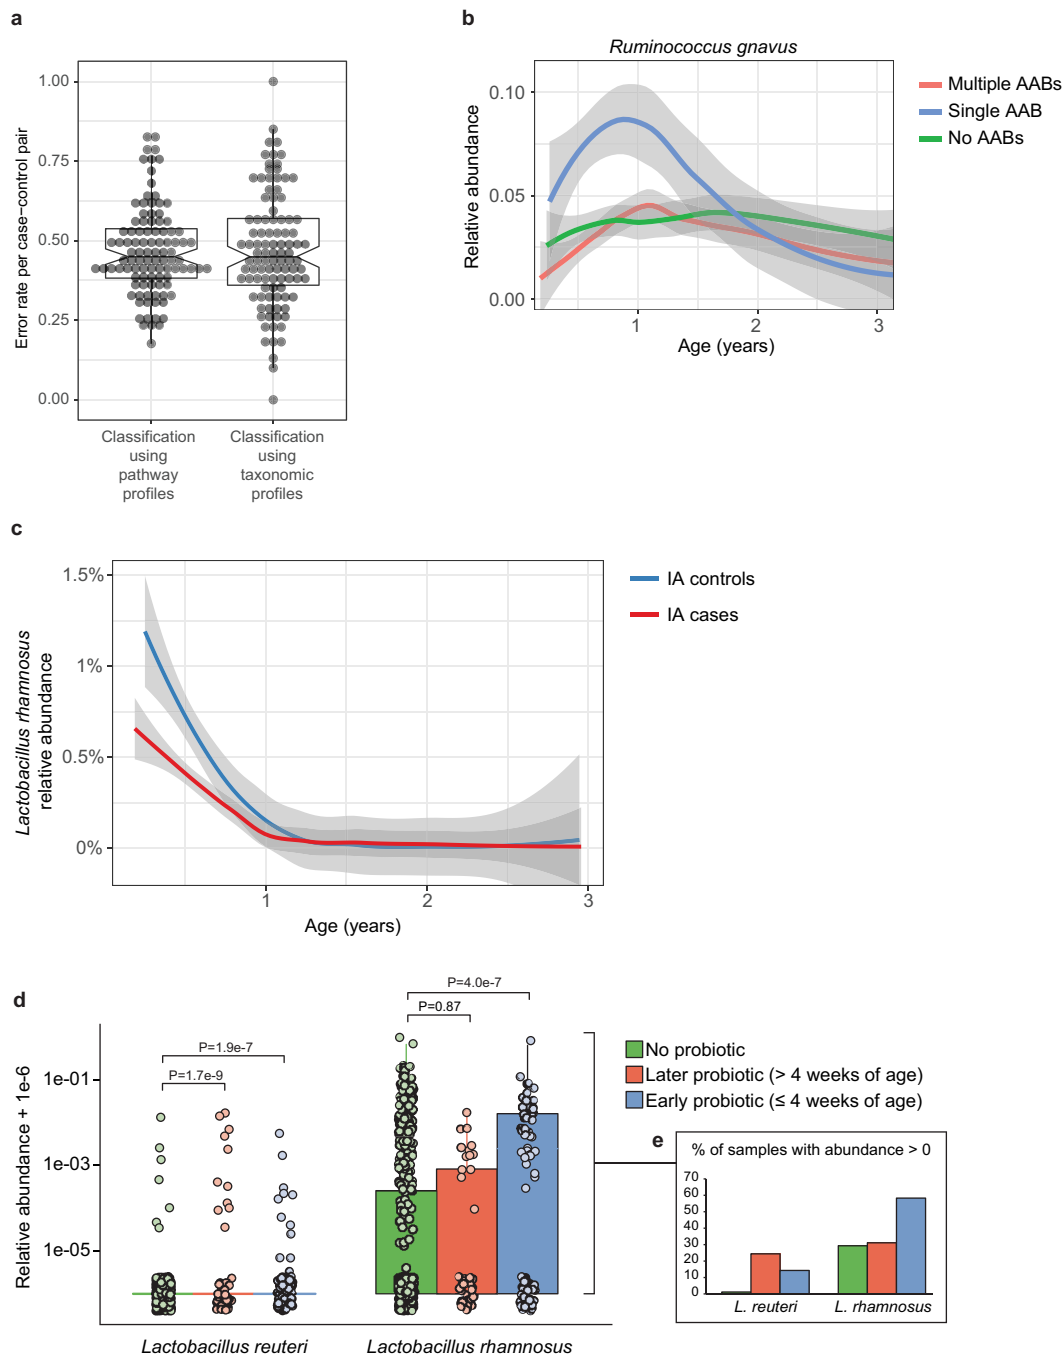 a
Error rate per case−control pair
1.00
0.75
0.50
0.25
0.00
Classification
using
pathway
profiles
Classification
using
taxonomic
profiles
b
Ruminococcus gnavus
Relative abundance
0.10
0.05
0.00
1
2
3
Age (years)
Multiple AABs
Single AAB
No AABs
c
Lactobacillus rhamnosus
relative abundance
1.5%
1%
0.5%
0%
1
2
3
Age (years)
IA controls
IA cases
d
Relative abundance + 1e-6
1e-01
1e-03
1e-05
P=1.9e-7
P=1.7e-9
P=4.0e-7
P=0.87
Lactobacillus reuteri
Lactobacillus rhamnosus
No probiotic
Later probiotic (> 4 weeks of age)
Early probiotic (≤ 4 weeks of age)
e
% of samples with abundance > 0
70
60
50
40
30
20
10
0
L. reuteri
L. rhamnosus